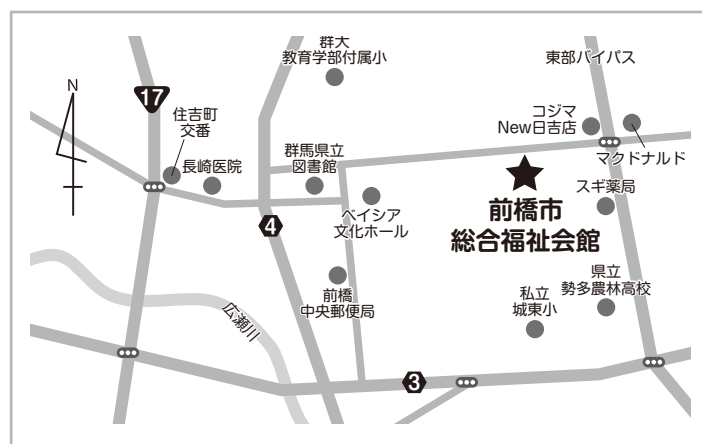 群大
教育学部付属小
東部バイパス
N
17
住吉町
交番
コジマ
New日吉店
長崎医院
群馬県立
図書館
マクドナルド
スギ薬局
ベイシア
文化ホール
前橋市
総合福祉会館
4
前橋
中央郵便局
県立
勢多農林高校
私立
城東小
広瀬川
3